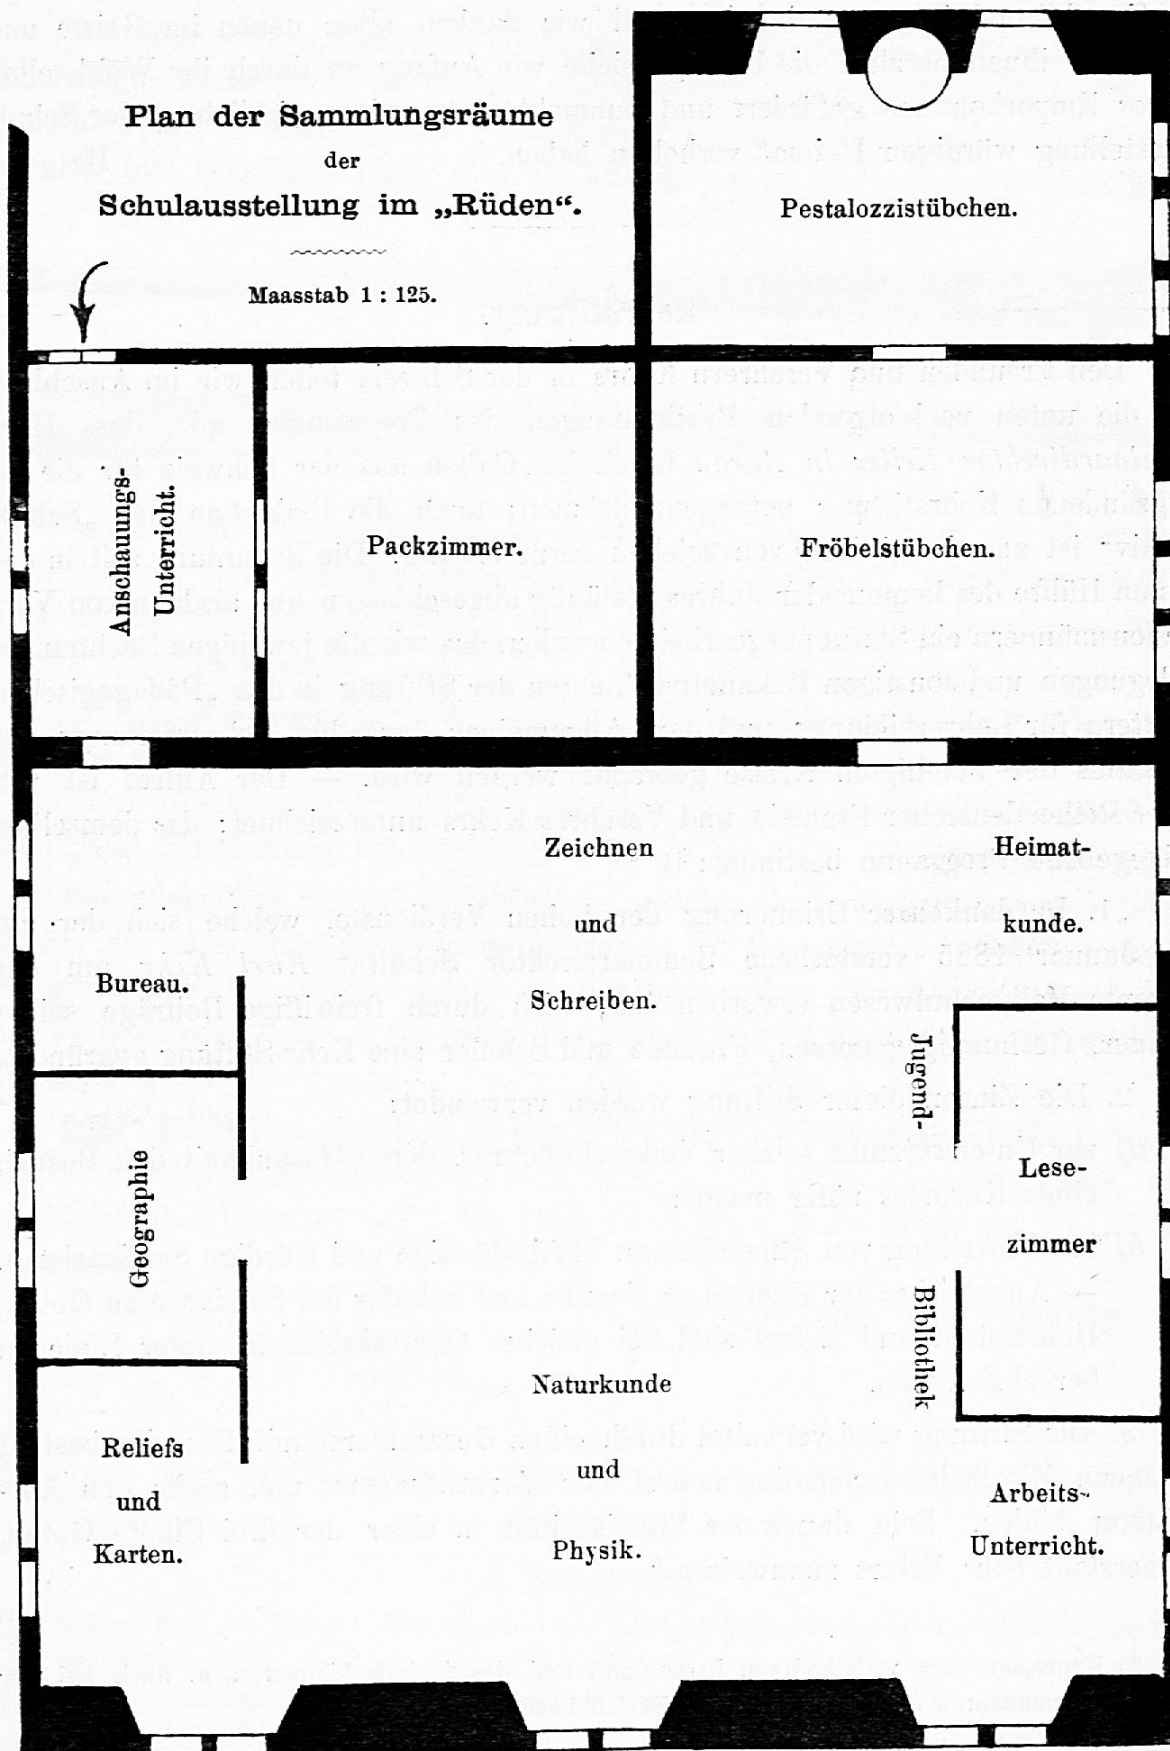 Plan der Sammlungsräume
der
Schulausstellung im „Rüden“.
Maasstab 1 : 125.
Pestalozzistübchen.
Anschauungs-
Unterricht.
Packzimmer.
Fröbelstübchen.
Zeichnen
und
Schreiben.
Heimat-
kunde.
Bureau.
Geographie
Jugend-
Bibliothek
Lese-
zimmer
Reliefs
und
Karten.
Naturkunde
und
Physik.
Arbeits-
Unterricht.